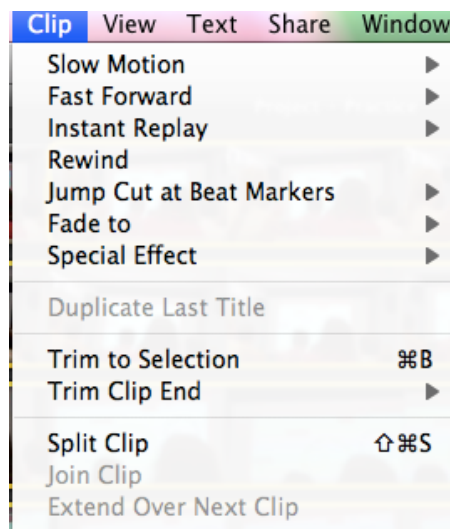 Clip View Text Share Window
Slow Motion
Fast Forward
Instant Replay
Rewind
Jump Cut at Beat Markers
Fade to
Special Effect
Duplicate Last Title
Trim to Selection ⌘B
Trim Clip End
Split Clip ⇧⌘S
Join Clip
Extend Over Next Clip